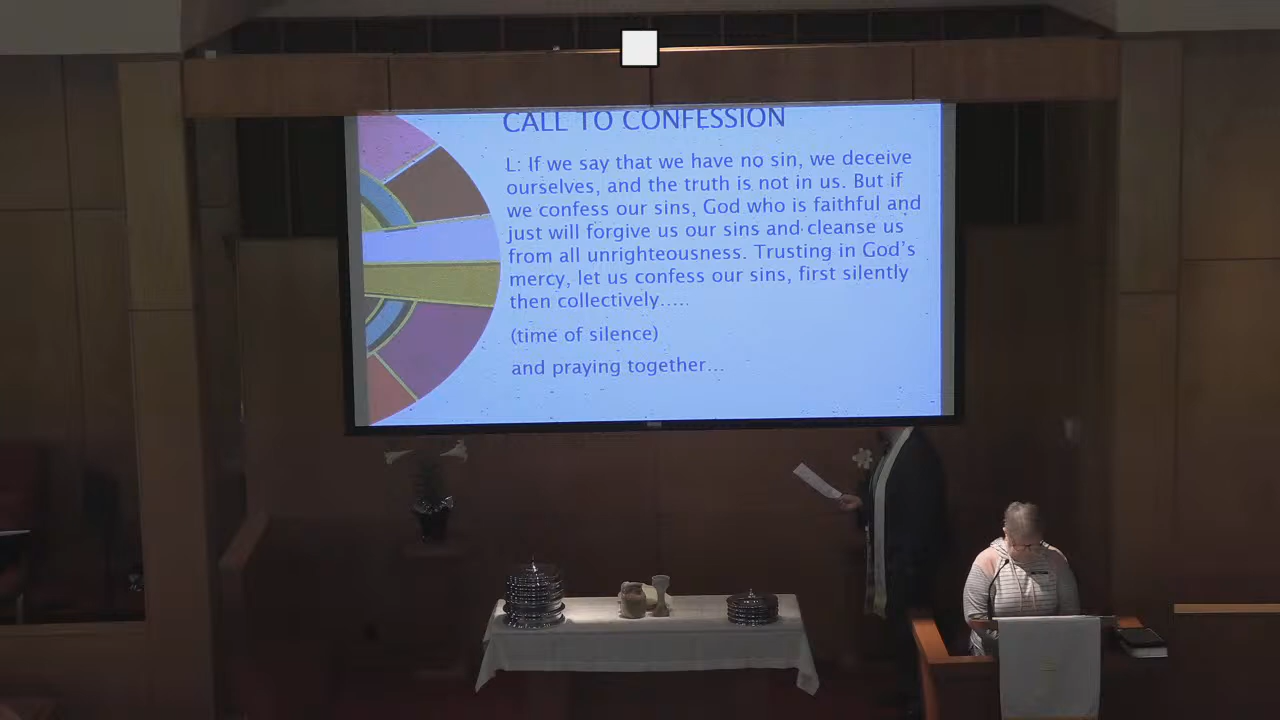 CALL TO CONFESSION
L: If we say that we have no sin, we deceive
ourselves, and the truth is not in us. But if
we confess our sins, God who is faithful and
just will forgive us our sins and cleanse us
from all unrighteousness. Trusting in God's
mercy, let us confess our sins, first silently
then collectively.....
(time of silence)
and praying together...